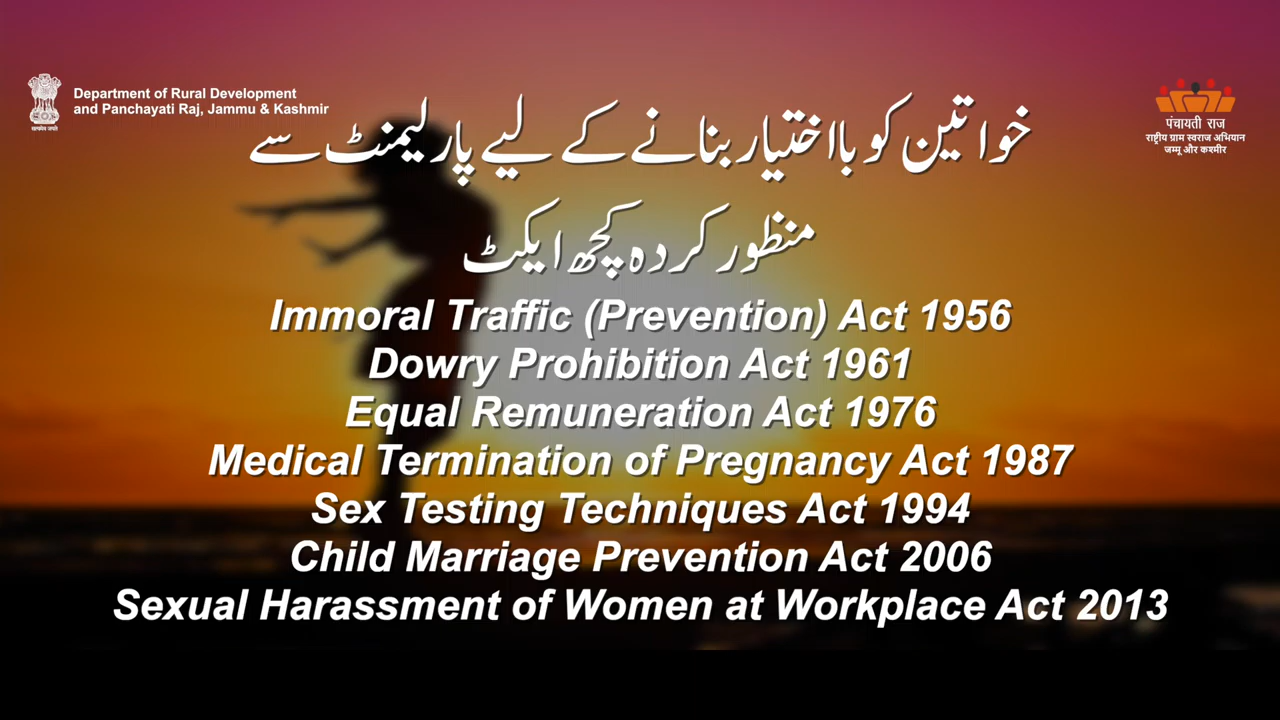 Department of Rural Development
and Panchayati Raj, Jammu & Kashmir
सत्यमेव जयते
पंचायती राज
राष्ट्रीय ग्राम स्वराज अभियान
जम्मू और कश्मीर
خواتین کو بااختیار بنانے کے لیے پارلیمنٹ سے
منظور کردہ کچھ ایکٹ
Immoral Traffic (Prevention) Act 1956
Dowry Prohibition Act 1961
Equal Remuneration Act 1976
Medical Termination of Pregnancy Act 1987
Sex Testing Techniques Act 1994
Child Marriage Prevention Act 2006
Sexual Harassment of Women at Workplace Act 2013